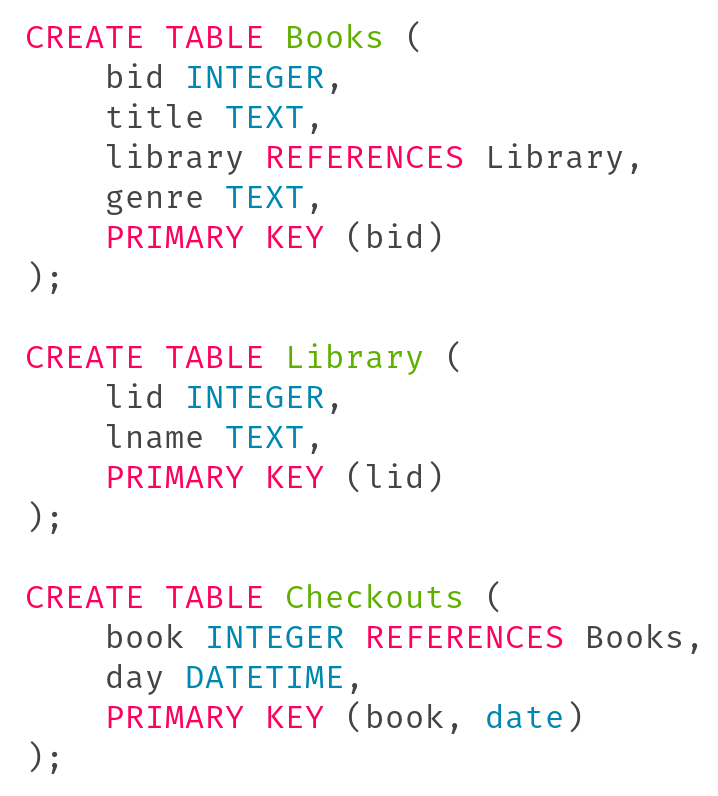 CREATE TABLE Books (
    bid INTEGER,
    title TEXT,
    library REFERENCES Library,
    genre TEXT,
    PRIMARY KEY (bid)
);

CREATE TABLE Library (
    lid INTEGER,
    lname TEXT,
    PRIMARY KEY (lid)
);

CREATE TABLE Checkouts (
    book INTEGER REFERENCES Books,
    day DATETIME,
    PRIMARY KEY (book, date)
);